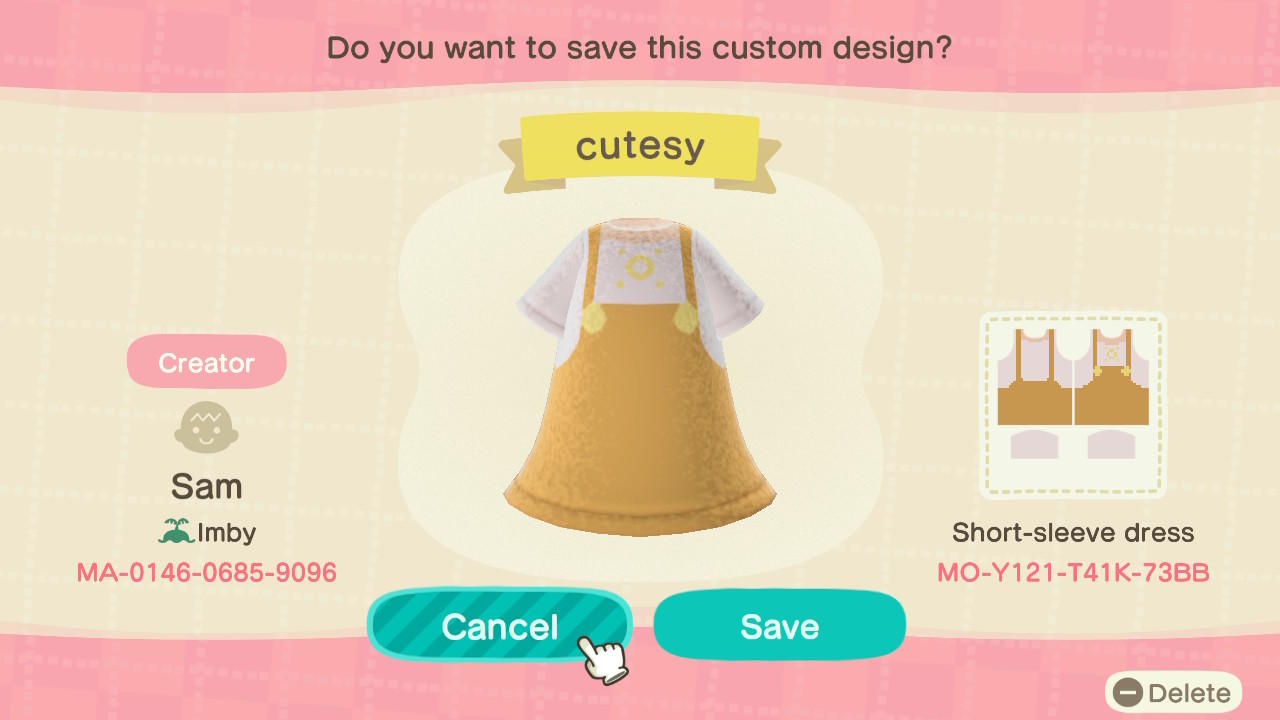 Do you want to save this custom design?
cutesy
Creator
Sam
Imby
MA-0146-0685-9096
Short-sleeve dress
MO-Y121-T41K-73BB
Cancel
Save
Delete